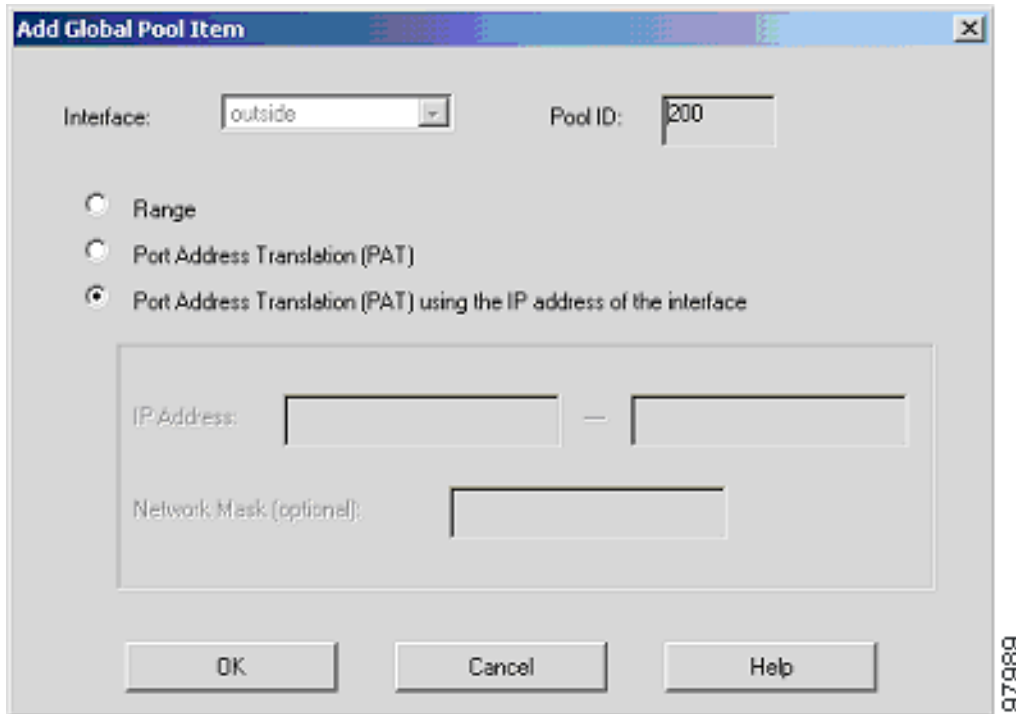 Add Global Pool Item
Interface: outside Pool ID: 200
Range
Port Address Translation (PAT)
Port Address Translation (PAT) using the IP address of the interface
IP Address: —
Network Mask (optional):
OK Cancel Help
97989